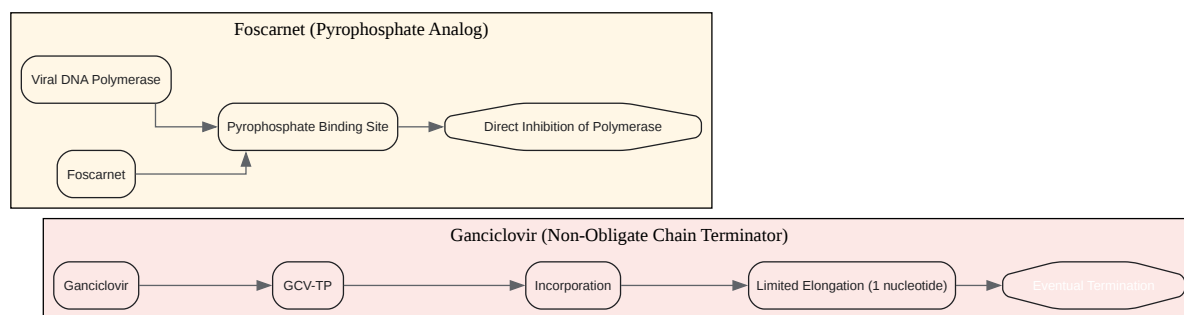 Foscarnet (Pyrophosphate Analog)
Viral DNA Polymerase
Pyrophosphate Binding Site
Direct Inhibition of Polymerase
Foscarnet
Ganciclovir (Non-Obligate Chain Terminator)
Ganciclovir
GCV-TP
Incorporation
Limited Elongation (1 nucleotide)
Eventual Termination